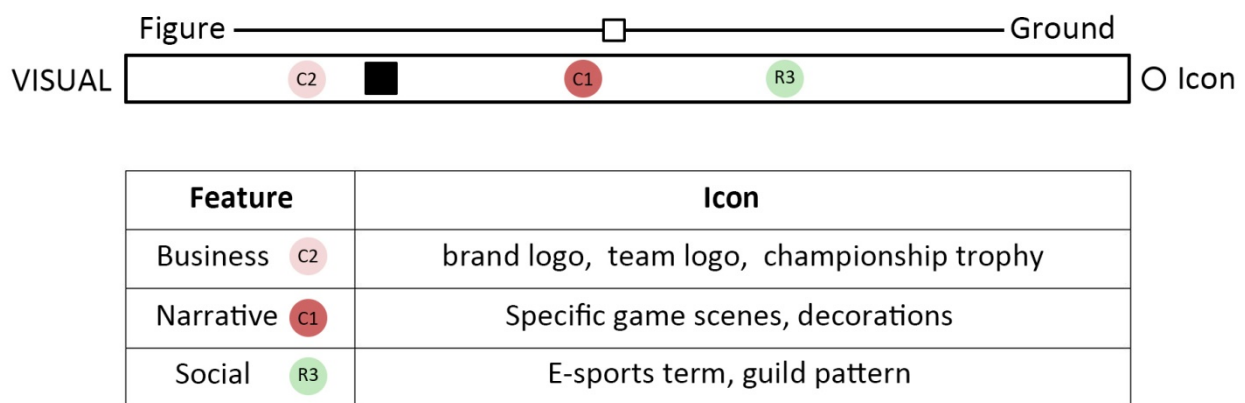 Figure Ground
VISUAL C2 C1 R3 Icon
Feature Icon
Business C2 brand logo, team logo, championship trophy
Narrative C1 Specific game scenes, decorations
Social R3 E-sports term, guild pattern